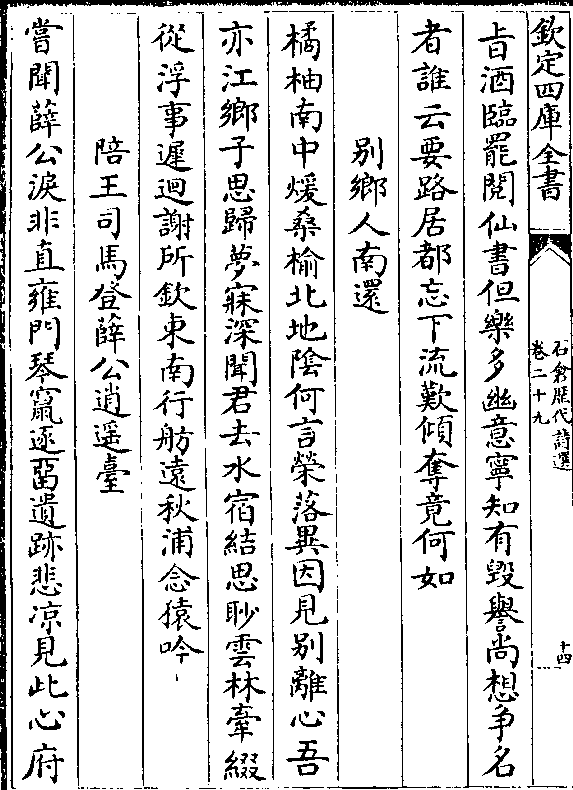 欽定四庫全書
石倉歷代詩選
卷二十九
十四
旨酒臨罷閱仙書但樂多幽意寧知有毀譽尚想爭名
者誰云要路居都忘下流歎傾奪竟何如
別鄉人南還
橘柚南中煖桑榆北地陰何言榮落異因見別離心吾
亦江鄉子思歸夢寐深聞君去水宿結思眇雲林牽綴
從浮事遲迴謝所欽東南行舫遠秋浦念猿吟
陪王司馬登薛公逍遥臺
嘗聞薛公淚非直雍門琴竄逐留遺跡悲凉見此心府